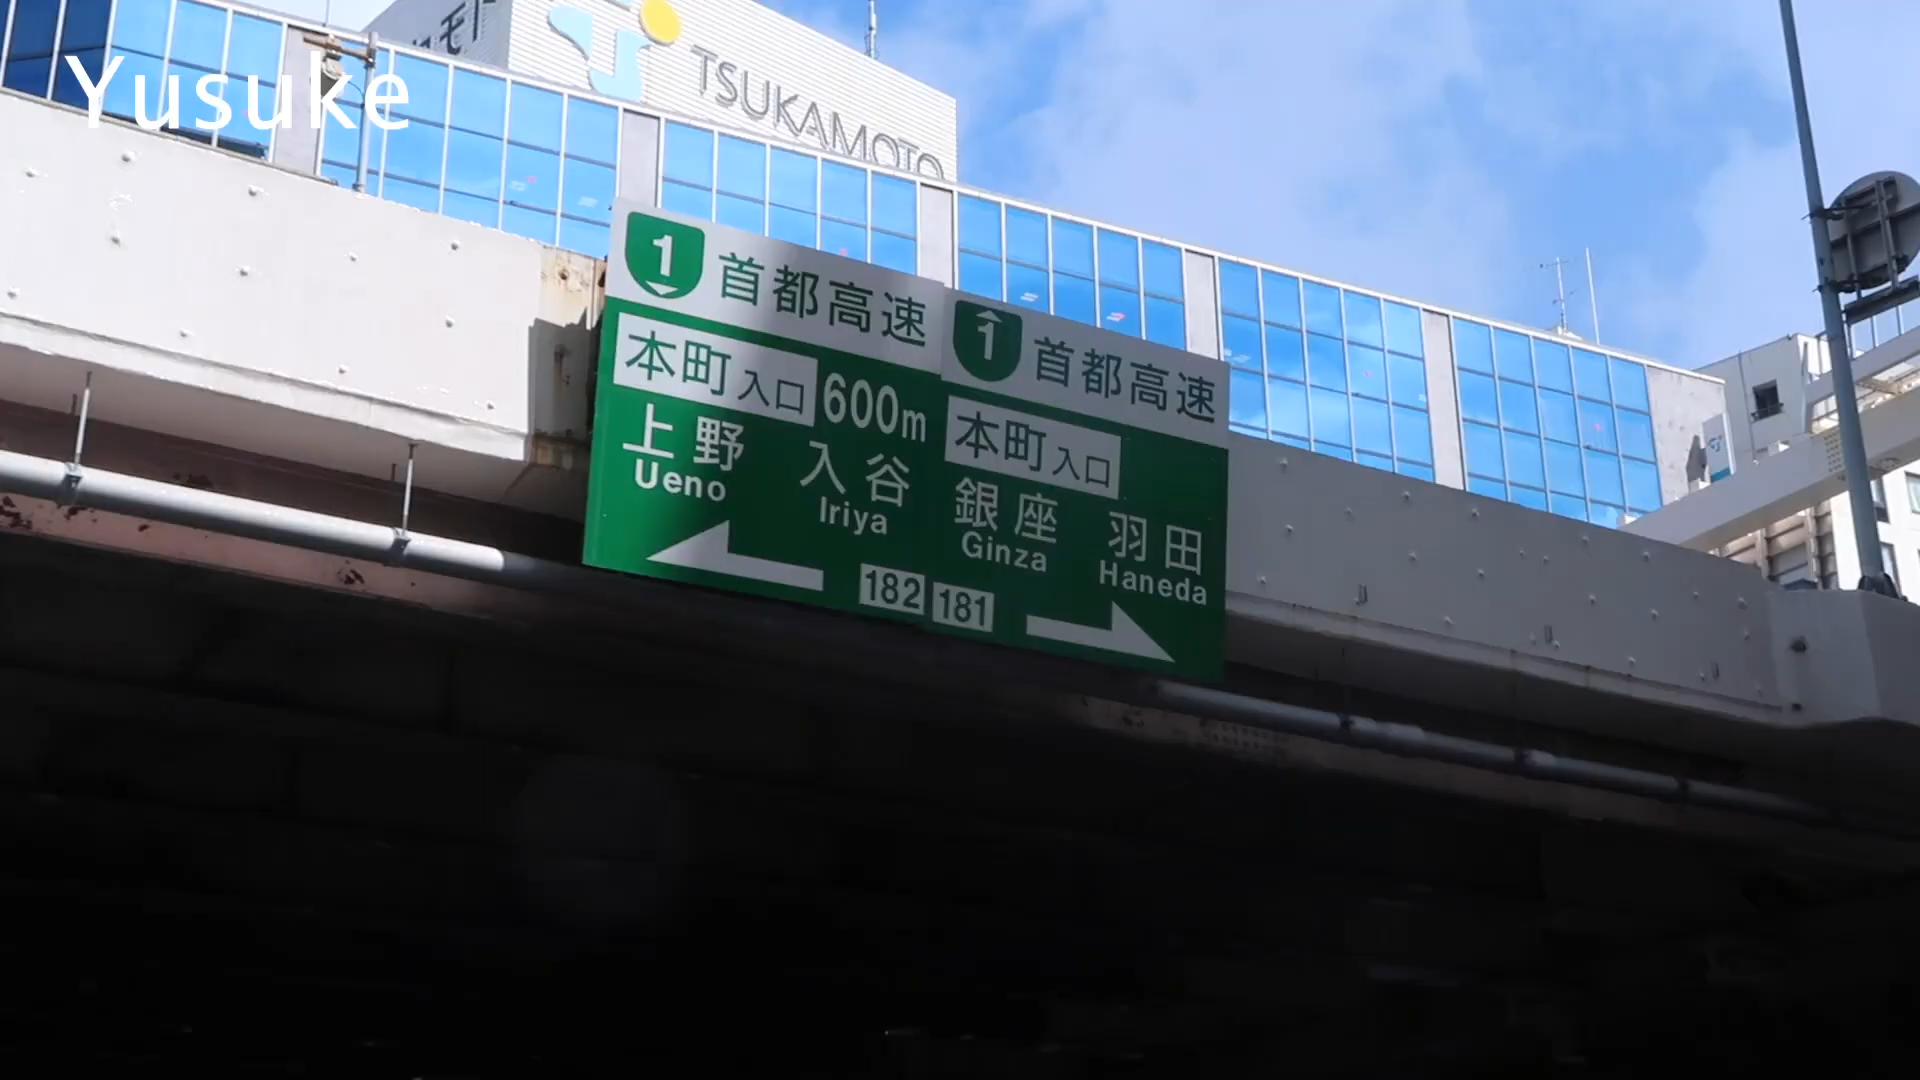 Yusuke
TSUKAMOTO
1 首都高速
本町入口 600m
上野 入谷
Ueno Iriya
182
1 首都高速
本町入口
銀座 羽田
Ginza Haneda
181